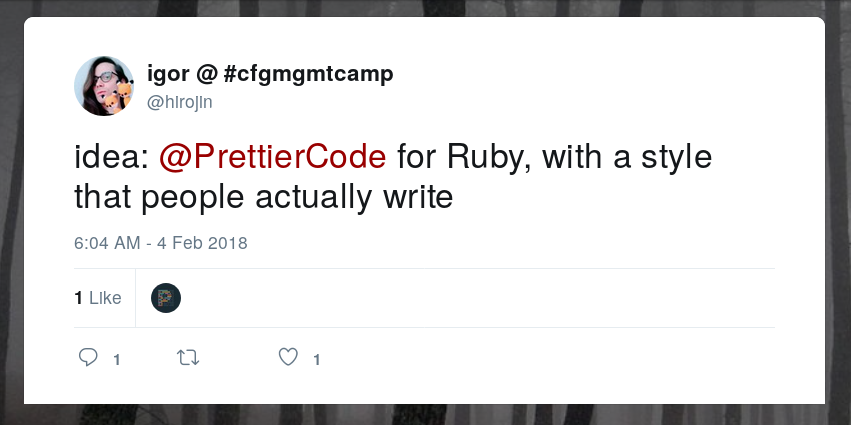 igor @ #cfgmgmtcamp
@hirojin
idea: @PrettierCode for Ruby, with a style
that people actually write
6:04 AM - 4 Feb 2018
1 Like
1 1